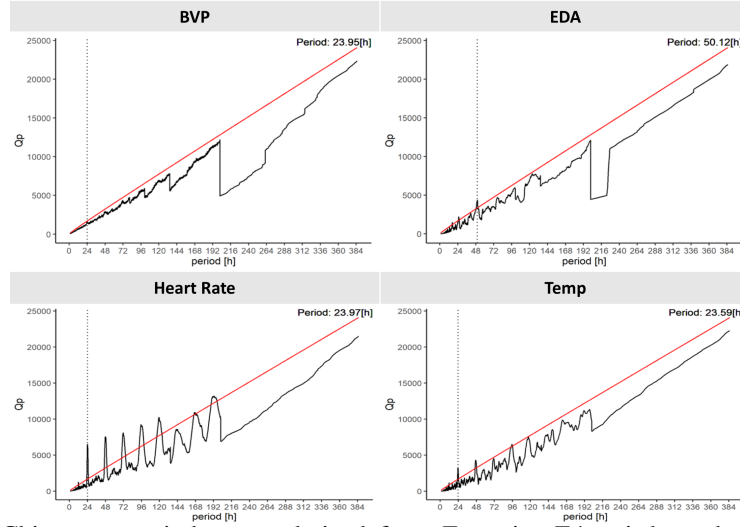 BVP
EDA
Period: 23.95[h]
25000
20000
15000
10000
5000
0
Qp
0 24 48 72 96 120 144 168 192 216 240 264 288 312 336 360 384
period [h]
Period: 50.12[h]
25000
20000
15000
10000
5000
0
Qp
0 24 48 72 96 120 144 168 192 216 240 264 288 312 336 360 384
period [h]
Heart Rate
Temp
Period: 23.97[h]
25000
20000
15000
10000
5000
0
Qp
0 24 48 72 96 120 144 168 192 216 240 264 288 312 336 360 384
period [h]
Period: 23.59[h]
25000
20000
15000
10000
5000
0
Qp
0 24 48 72 96 120 144 168 192 216 240 264 288 312 336 360 384
period [h]